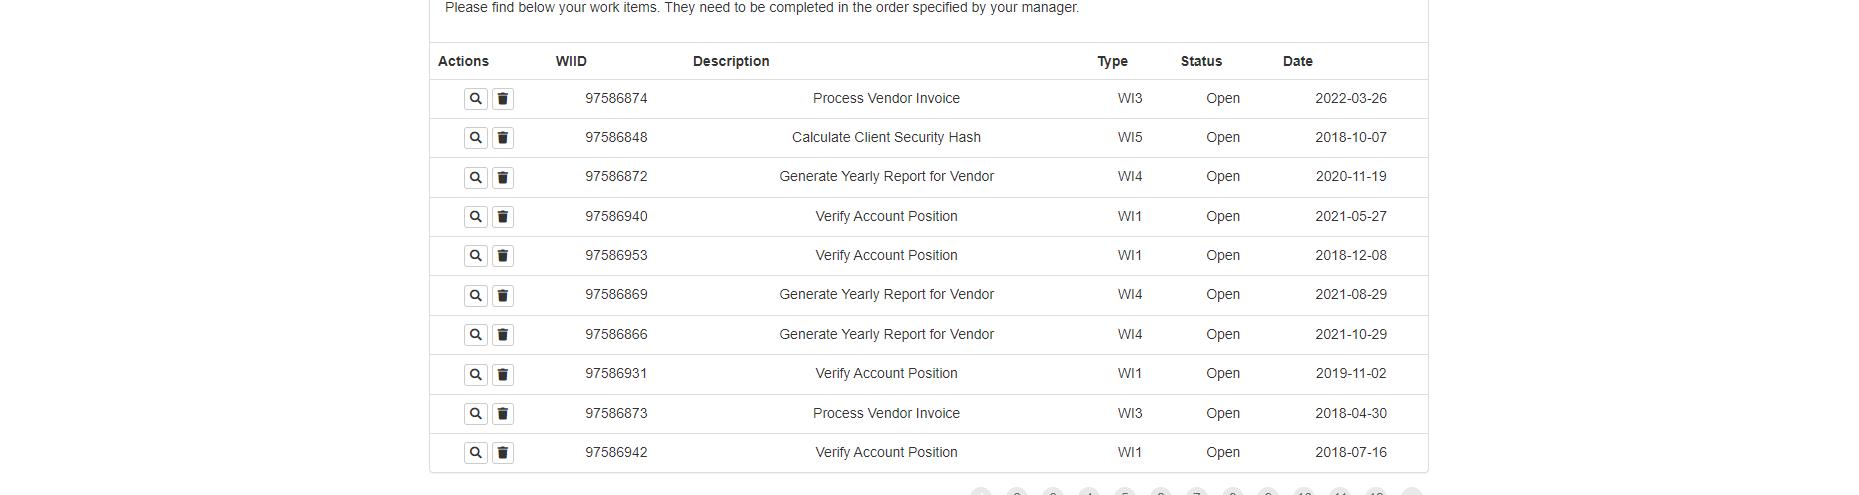 Please find below your work items. They need to be completed in the order specified by your manager.
Actions WIID Description Type Status Date
97586874 Process Vendor Invoice WI3 Open 2022-03-26
97586848 Calculate Client Security Hash WI5 Open 2018-10-07
97586872 Generate Yearly Report for Vendor WI4 Open 2020-11-19
97586940 Verify Account Position WI1 Open 2021-05-27
97586953 Verify Account Position WI1 Open 2018-12-08
97586869 Generate Yearly Report for Vendor WI4 Open 2021-08-29
97586866 Generate Yearly Report for Vendor WI4 Open 2021-10-29
97586931 Verify Account Position WI1 Open 2019-11-02
97586873 Process Vendor Invoice WI3 Open 2018-04-30
97586942 Verify Account Position WI1 Open 2018-07-16